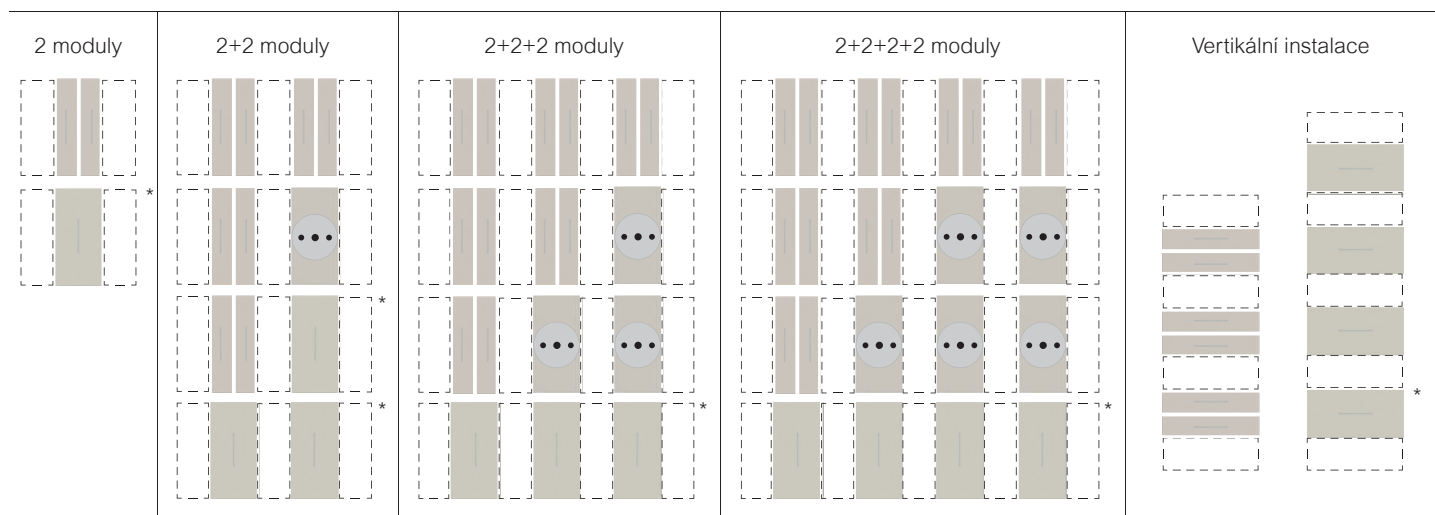 2 moduly
2+2 moduly
2+2+2 moduly
2+2+2+2 moduly
Vertikální instalace
*
*
*
*
*
*